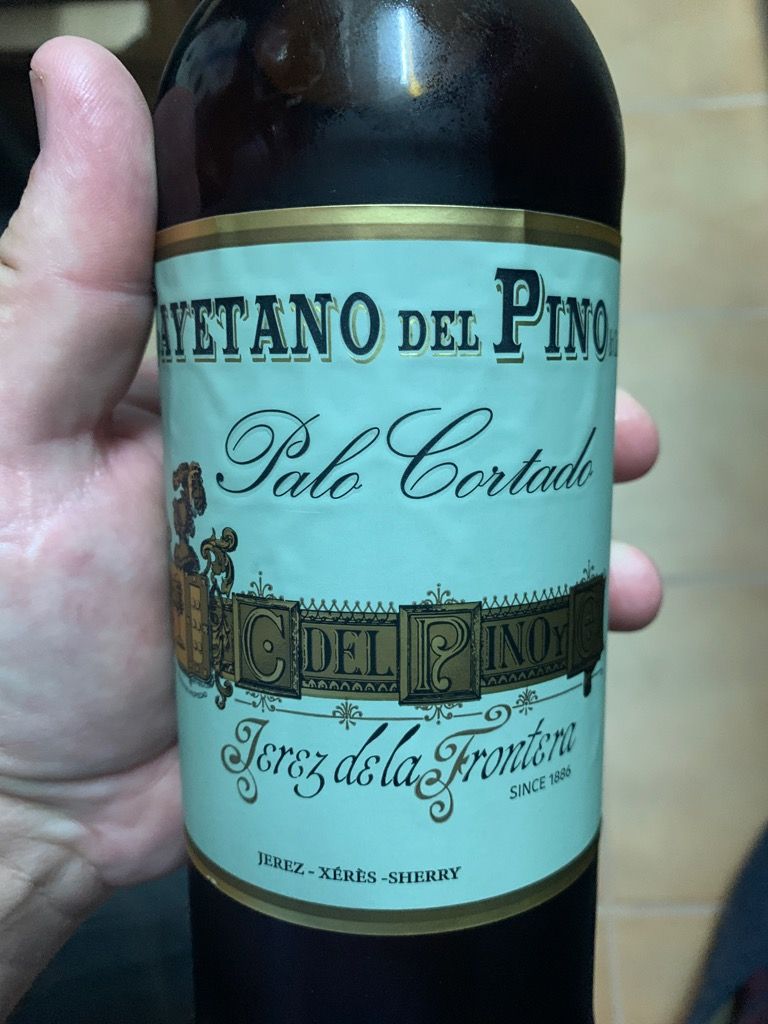 AYETANO DEL PINO
Palo Cortado
C DEL PINO Y C
Jerez de la Frontera
SINCE 1886
JEREZ - XÉRÈS -SHERRY